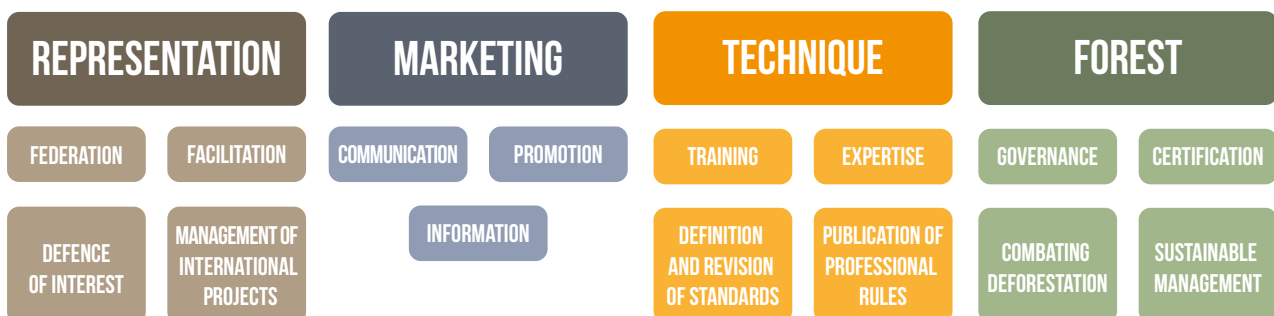 REPRESENTATION
FEDERATION
FACILITATION
DEFENCE
OF INTEREST
MANAGEMENT OF
INTERNATIONAL
PROJECTS
MARKETING
COMMUNICATION
PROMOTION
INFORMATION
TECHNIQUE
TRAINING
EXPERTISE
DEFINITION
AND REVISION
OF STANDARDS
PUBLICATION OF
PROFESSIONAL
RULES
FOREST
GOVERNANCE
CERTIFICATION
COMBATING
DEFORESTATION
SUSTAINABLE
MANAGEMENT